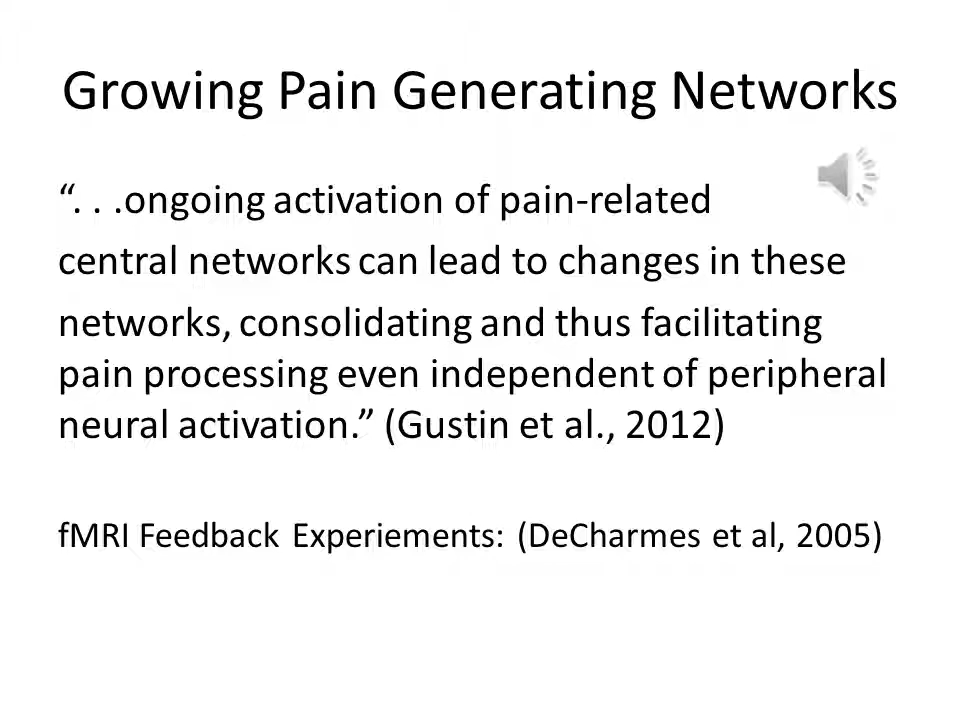 Growing Pain Generating Networks
“. . .ongoing activation of pain-related
central networks can lead to changes in these
networks, consolidating and thus facilitating
pain processing even independent of peripheral
neural activation.” (Gustin et al., 2012)
fMRI Feedback Experiements: (DeCharmes et al, 2005)